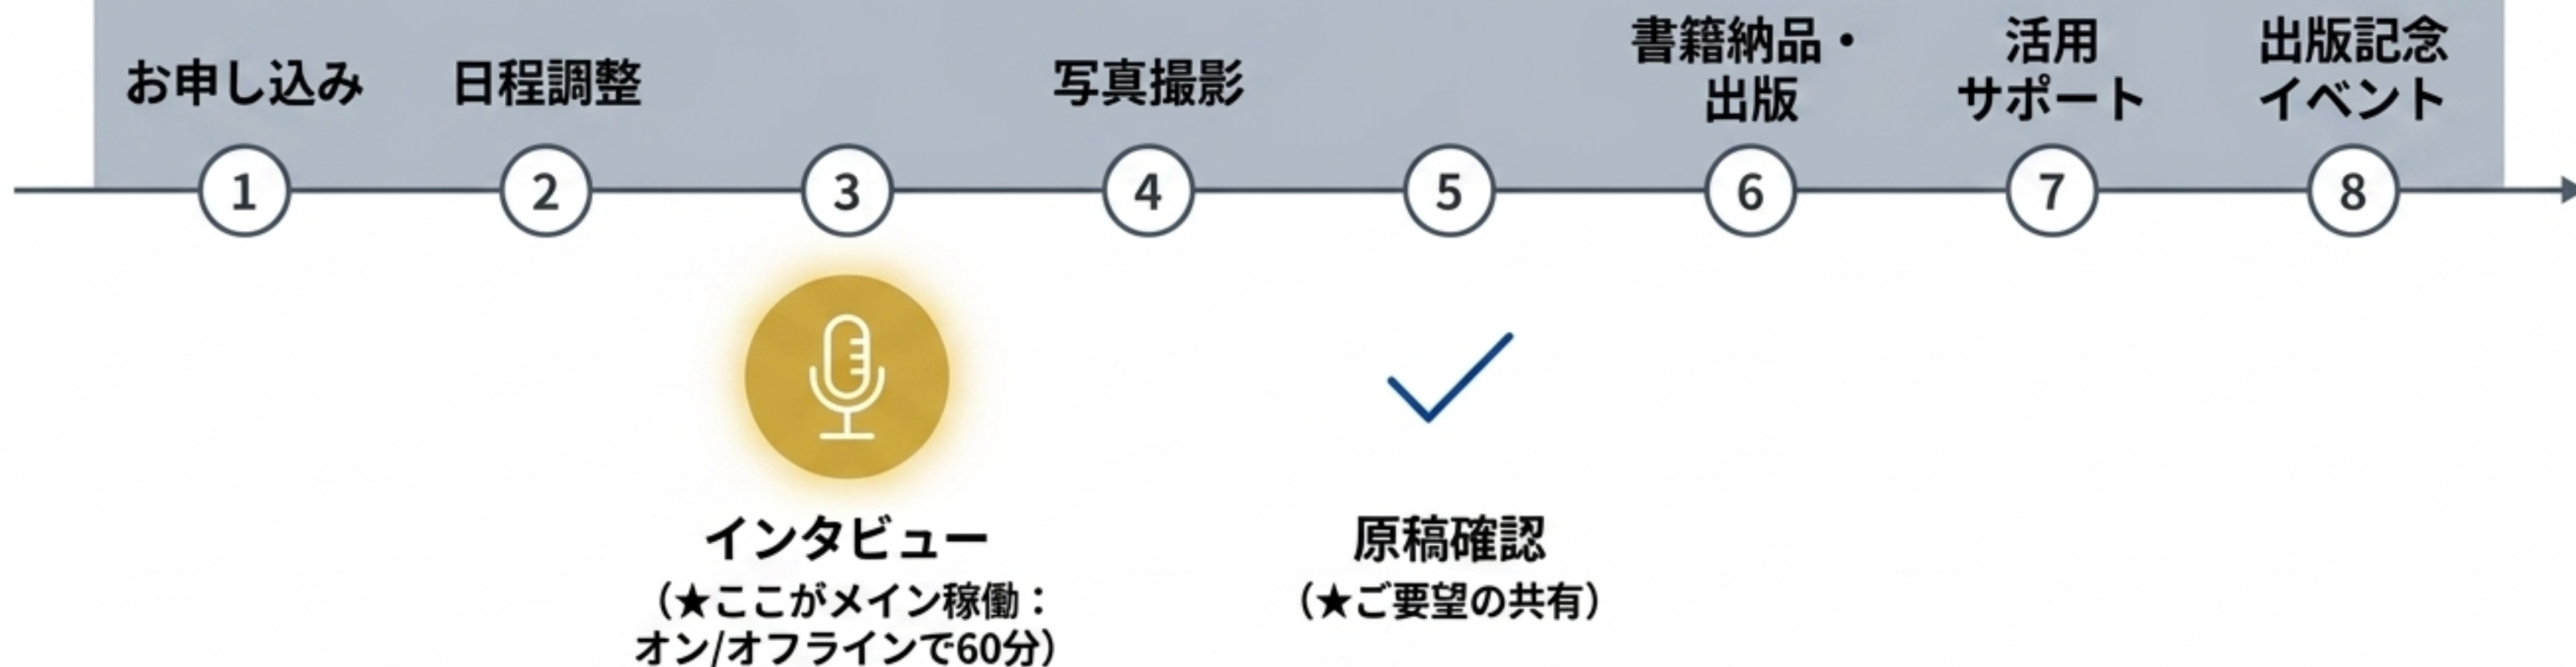 お申し込み
日程調整
写真撮影
書籍納品・
出版
活用
サポート
出版記念
イベント
1
2
3
4
5
6
7
8
インタビュー
（★ここがメイン稼働：
オン/オフラインで60分）
原稿確認
（★ご要望の共有）